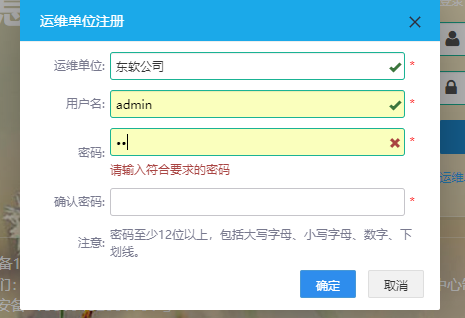 运维单位注册
运维单位: 东软公司 *
用户名: admin *
密码: •• *
请输入符合要求的密码
确认密码: *
注意: 密码至少12位以上，包括大写字母、小写字母、数字、下
划线。
确定 取消
运维